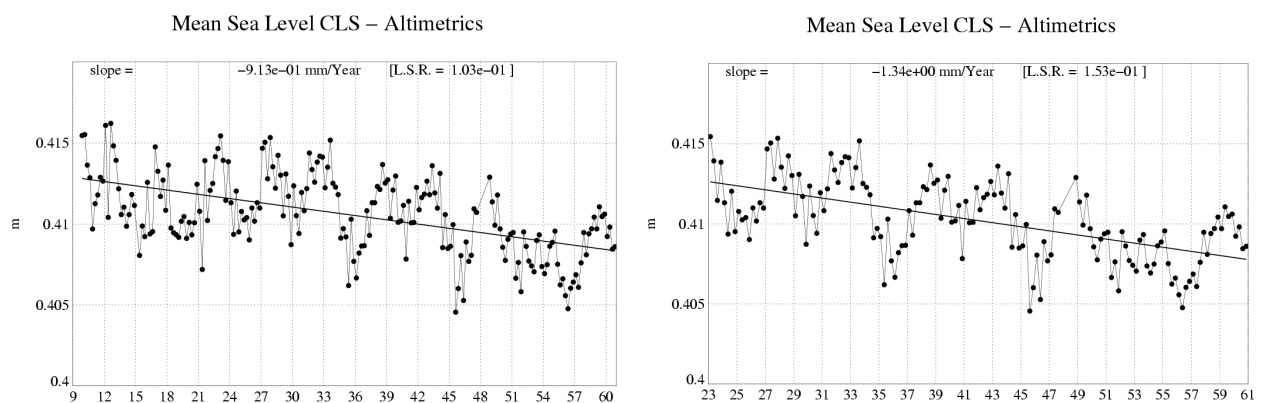 Mean Sea Level CLS – Altimetrics
slope = −9.13e−01 mm/Year [L.S.R. = 1.03e−01 ]
0.415
0.41
0.405
0.4
m
9 12 15 18 21 24 27 30 33 36 39 42 45 48 51 54 57 60
Mean Sea Level CLS – Altimetrics
slope = −1.34e+00 mm/Year [L.S.R. = 1.53e−01 ]
0.415
0.41
0.405
0.4
m
23 25 27 29 31 33 35 37 39 41 43 45 47 49 51 53 55 57 59 61